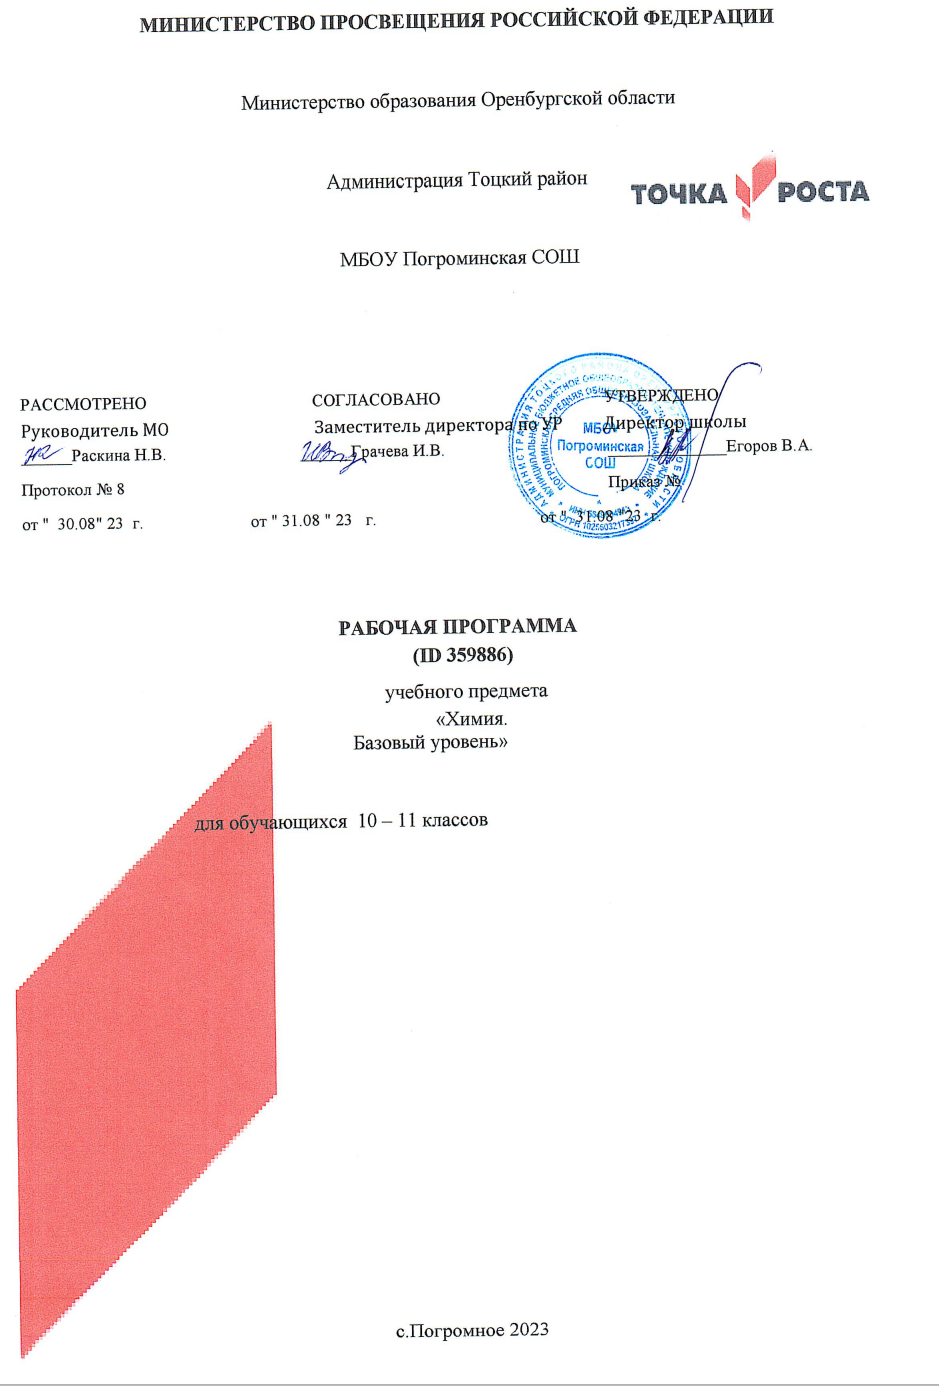 МИНИСТЕРСТВО ПРОСВЕЩЕНИЯ РОССИЙСКОЙ ФЕДЕРАЦИИ
Министерство образования Оренбургской области
Администрация Тоцкий район
ТОЧКА РОСТА
МБОУ Погроминская СОШ
РАССМОТРЕНО
Руководитель МО
Раскина Н.В.
Протокол № 8
от " 30.08" 23 г.
СОГЛАСОВАНО
Заместитель директора по УР
Грачева И.В.
от " 31.08 " 23 г.
УТВЕРЖДЕНО
Директор школы
Егоров В.А.
Приказ №
от " 31.08" 23 г.
МБОУ
Погроминская
СОШ
РАБОЧАЯ ПРОГРАММА
(ID 359886)
учебного предмета
«Химия.
Базовый уровень»
для обучающихся 10 – 11 классов
с.Погромное 2023